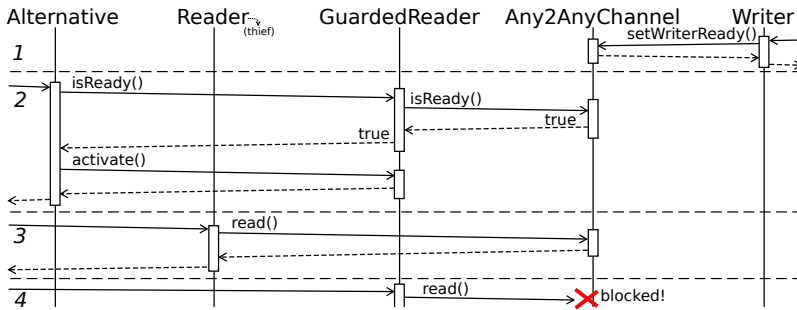 Alternative Reader GuardedReader Any2AnyChannel Writer
(thief)
setWriterReady()
1
2
isReady()
isReady()
true
true
activate()
3
read()
4
read()
blocked!